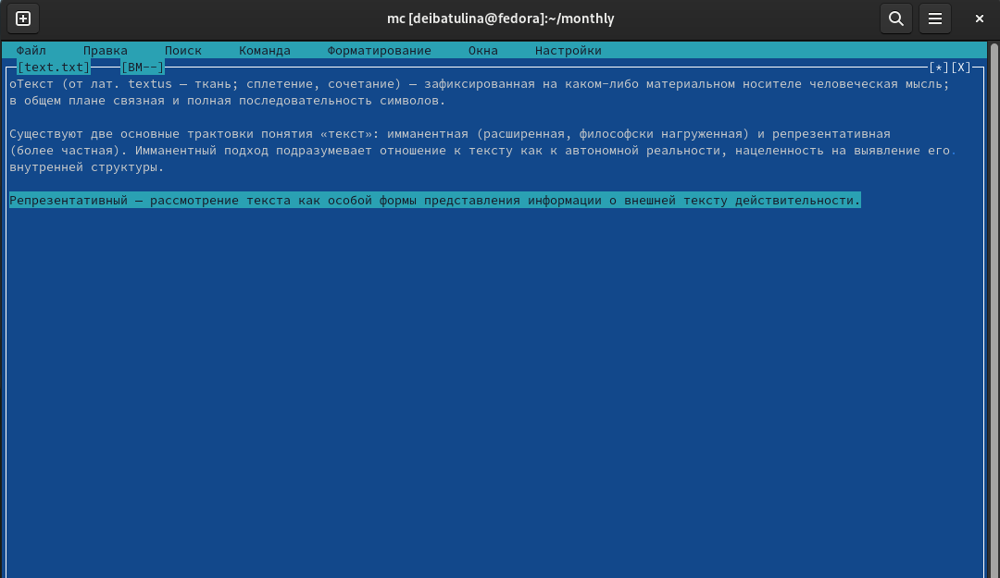 mc [deibatulina@fedora]:~/monthly
Файл Правка Поиск Команда Форматирование Окна Настройки
[text.txt] [BM--] [*][X]
оТекст (от лат. textus — ткань; сплетение, сочетание) — зафиксированная на каком-либо материальном носителе человеческая мысль;
в общем плане связная и полная последовательность символов.
Существуют две основные трактовки понятия «текст»: имманентная (расширенная, философски нагруженная) и репрезентативная
(более частная). Имманентный подход подразумевает отношение к тексту как к автономной реальности, нацеленность на выявление его.
внутренней структуры.
Репрезентативный — рассмотрение текста как особой формы представления информации о внешней тексту действительности.